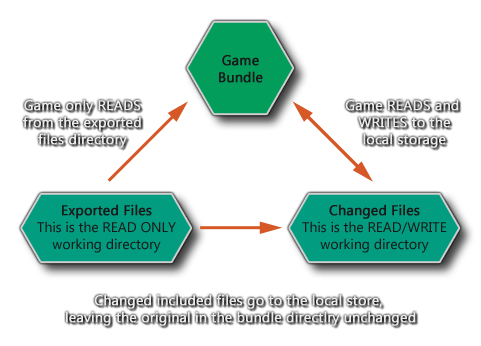 Game
Bundle
Game only READS
from the exported
files directory
Game READS and
WRITES to the
local storage
Exported Files
This is the READ ONLY
working directory
Changed Files
This is the READ/WRITE
working directory
Changed included files go to the local store,
leaving the original in the bundle directlry unchanged